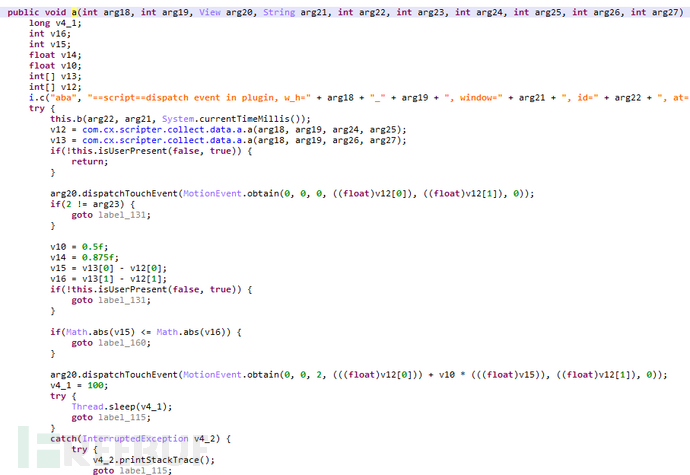 public void a(int arg18, int arg19, View arg20, String arg21, int arg22, int arg23, int arg24, int arg25, int arg26, int arg27)
long v4_1;
int v16;
int v15;
float v14;
float v10;
int[] v13;
int[] v12;
i.c("aba", "==script==dispatch event in plugin, w_h=" + arg18 + "_" + arg19 + ", window=" + arg21 + ", id=" + arg22 + ", at=
try {
this.b(arg22, arg21, System.currentTimeMillis());
v12 = com.cx.scripter.collect.data.a.a(arg18, arg19, arg24, arg25);
v13 = com.cx.scripter.collect.data.a.a(arg18, arg19, arg26, arg27);
if(!this.isUserPresent(false, true)) {
return;
}
arg20.dispatchTouchEvent(MotionEvent.obtain(0, 0, 0, ((float)v12[0]), ((float)v12[1]), 0));
if(2 != arg23) {
goto label_131;
}
v10 = 0.5f;
v14 = 0.875f;
v15 = v13[0] - v12[0];
v16 = v13[1] - v12[1];
if(!this.isUserPresent(false, true)) {
goto label_131;
}
if(Math.abs(v15) <= Math.abs(v16)) {
goto label_160;
}
arg20.dispatchTouchEvent(MotionEvent.obtain(0, 0, 2, (((float)v12[0])) + v10 * (((float)v15)), ((float)v12[1]), 0));
v4_1 = 100;
try {
Thread.sleep(v4_1);
goto label_115;
}
catch(InterruptedException v4_2) {
try {
v4_2.printStackTrace();
goto label_115;